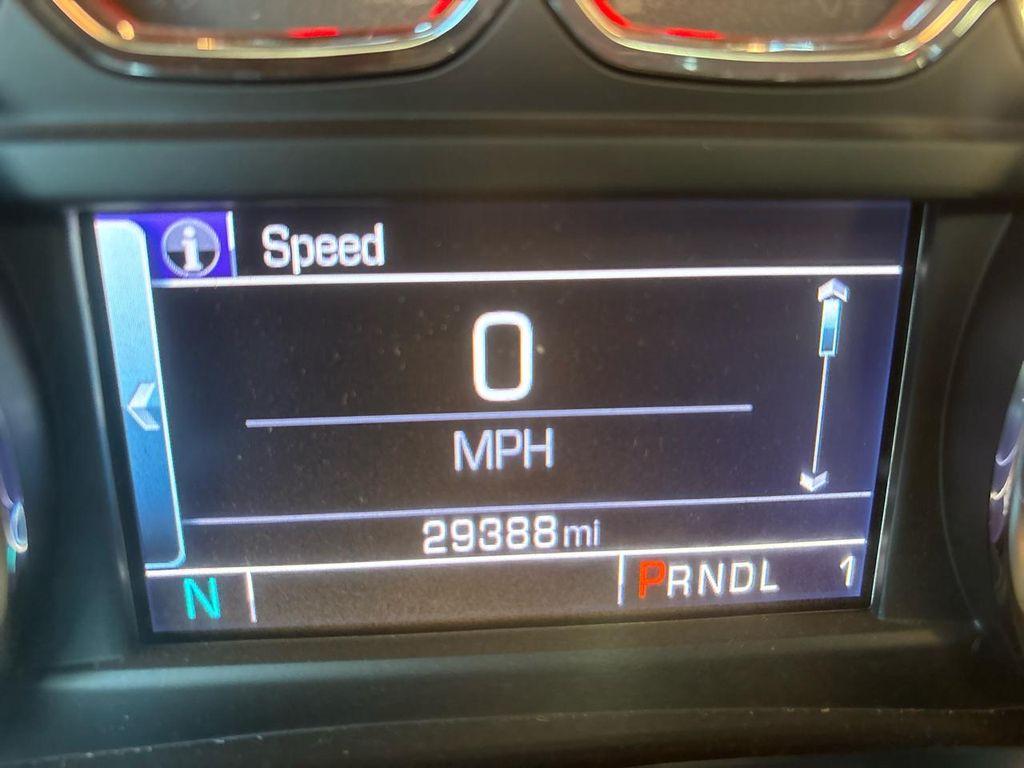 i Speed
0
MPH
29388 mi
N PRNDL 1